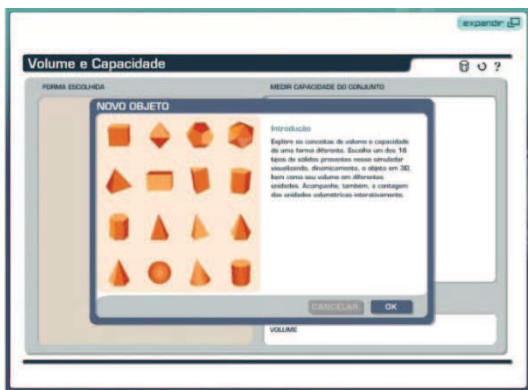 expandir
Volume e Capacidade
?
FORMA ESCOLHIDA
MEDIR CAPACIDADE DO CONJUNTO
NOVO OBJETO
Introdução
Explore os conceitos de volume e capacidade
de uma forma diferente. Escolha um dos 16
tipos de sólidos presentes nesse simulador
visualizando, dinamicamente, o objeto em 3D,
bem como seu volume em diferentes
unidades. Acompanhe, também, a contagem
das unidades volumétricas interativamente.
CANCELAR
OK
VOLUME